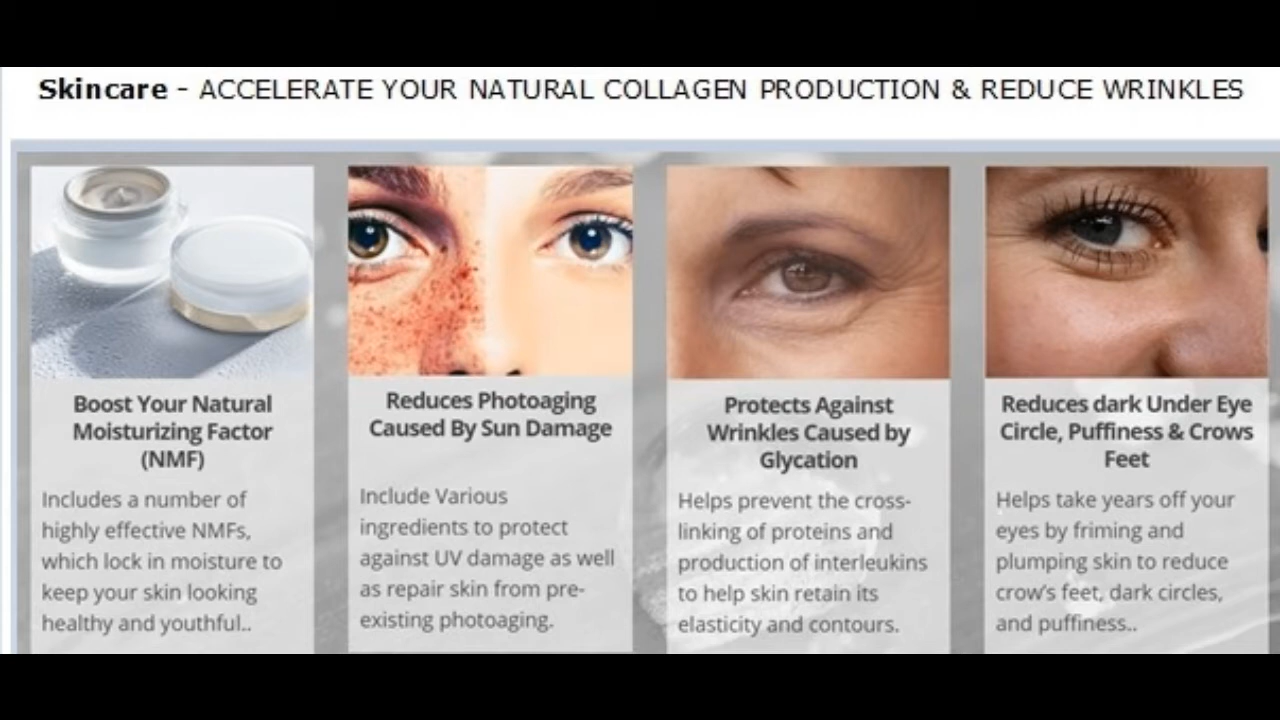 Skincare - ACCELERATE YOUR NATURAL COLLAGEN PRODUCTION & REDUCE WRINKLES
Boost Your Natural
Moisturizing Factor
(NMF)
Includes a number of
highly effective NMFs,
which lock in moisture to
keep your skin looking
healthy and youthful..
Reduces Photoaging
Caused By Sun Damage
Include Various
ingredients to protect
against UV damage as well
as repair skin from pre-
existing photoaging.
Protects Against
Wrinkles Caused by
Glycation
Helps prevent the cross-
linking of proteins and
production of interleukins
to help skin retain its
elasticity and contours.
Reduces dark Under Eye
Circle, Puffiness & Crows
Feet
Helps take years off your
eyes by friming and
plumping skin to reduce
crow's feet, dark circles,
and puffiness..